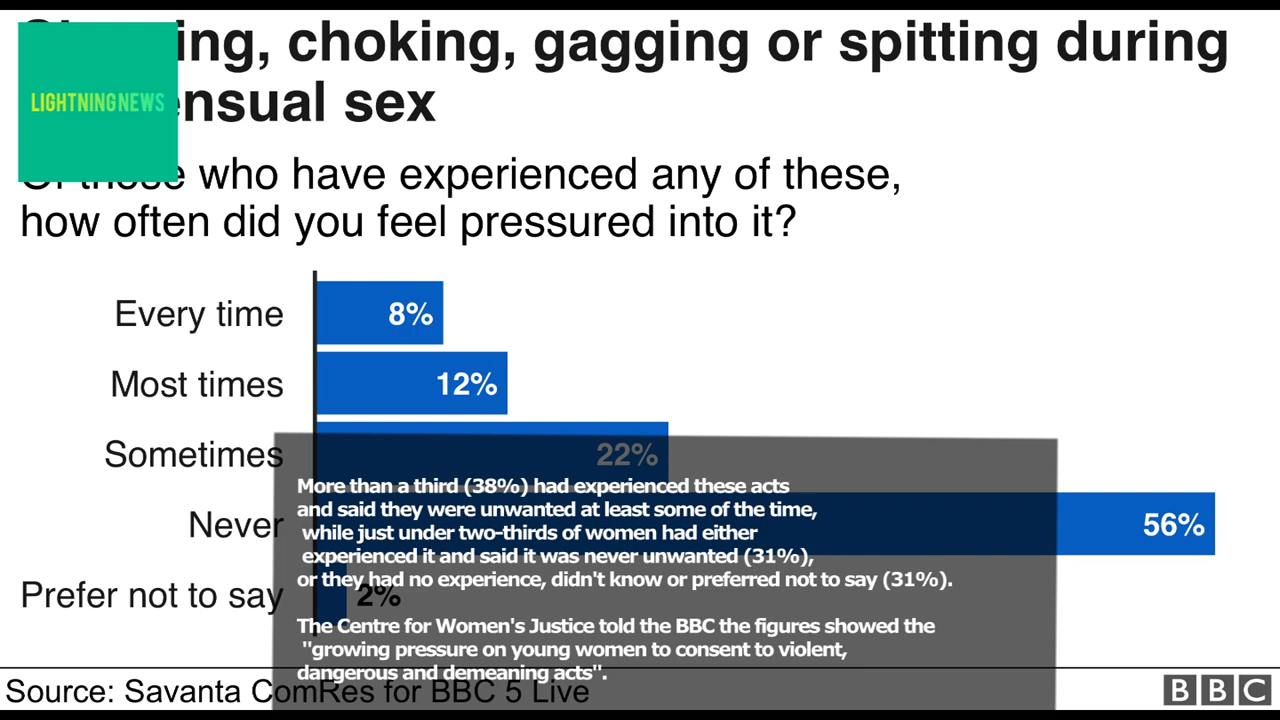 LIGHTNING NEWS
choking, gagging or spitting during
sex
who have experienced any of these,
how often did you feel pressured into it?
Every time 8%
Most times 12%
Sometimes 22%
Never 56%
Prefer not to say 2%
More than a third (38%) had experienced these acts
and said they were unwanted at least some of the time,
while just under two-thirds of women had either
experienced it and said it was never unwanted (31%),
or they had no experience, didn't know or preferred not to say (31%).
The Centre for Women's Justice told the BBC the figures showed the
"growing pressure on young women to consent to violent,
dangerous and demeaning acts".
Source: Savanta ComRes for BBC 5 Live
BBC